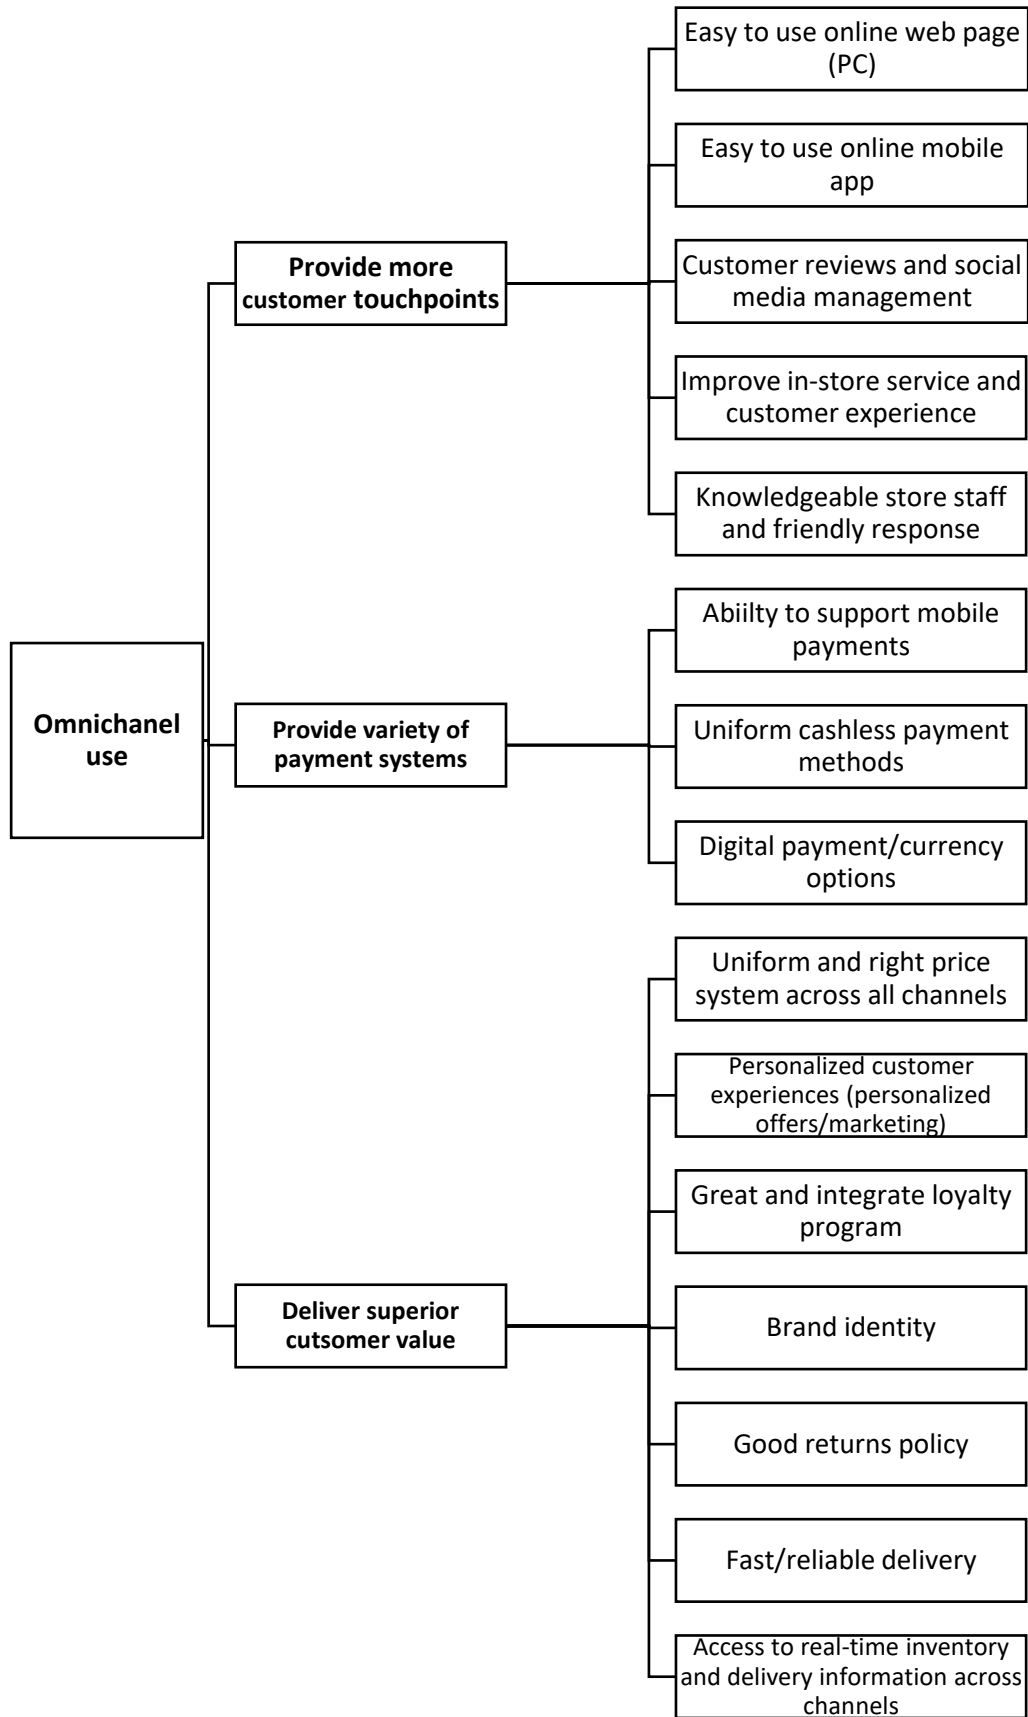 Easy to use online web page
(PC)
Easy to use online mobile
app
Customer reviews and social
media management
Improve in-store service and
customer experience
Knowledgeable store staff
and friendly response
Provide more
customer touchpoints
Abiilty to support mobile
payments
Uniform cashless payment
methods
Digital payment/currency
options
Provide variety of
payment systems
Omnichanel
use
Uniform and right price
system across all channels
Personalized customer
experiences (personalized
offers/marketing)
Great and integrate loyalty
program
Brand identity
Good returns policy
Fast/reliable delivery
Access to real-time inventory
and delivery information across
channels
Deliver superior
cutsomer value